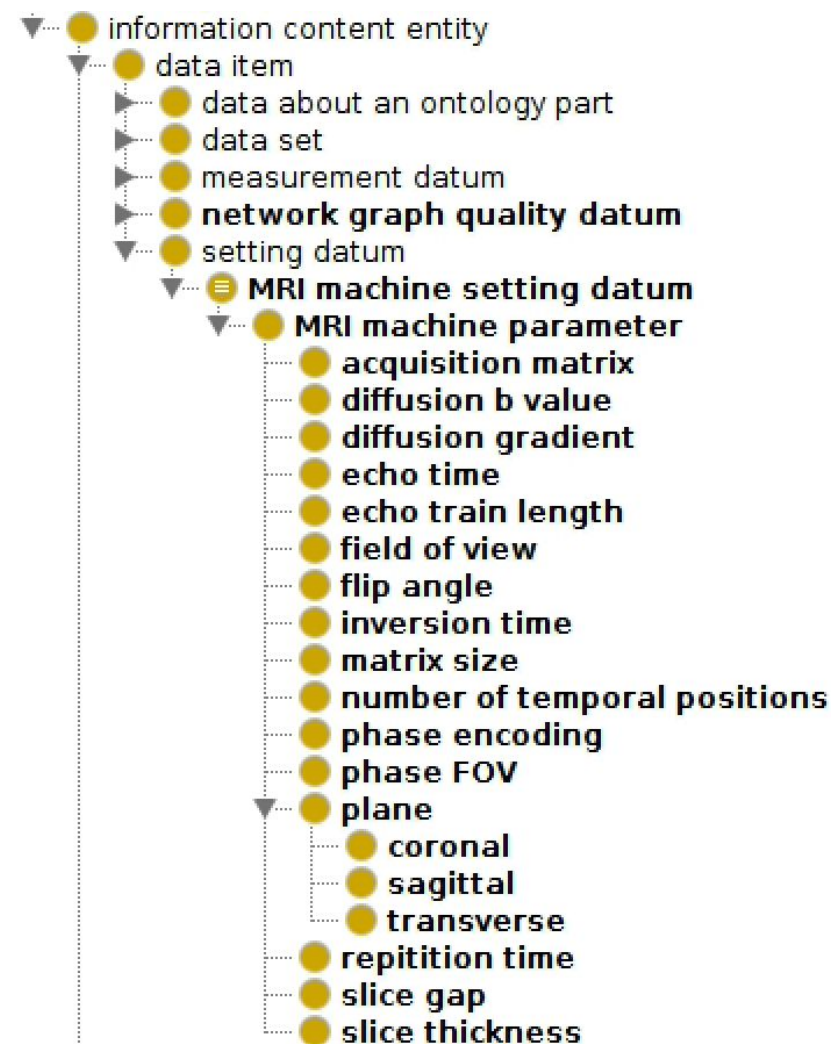 information content entity
data item
data about an ontology part
data set
measurement datum
network graph quality datum
setting datum
MRI machine setting datum
MRI machine parameter
acquisition matrix
diffusion b value
diffusion gradient
echo time
echo train length
field of view
flip angle
inversion time
matrix size
number of temporal positions
phase encoding
phase FOV
plane
coronal
sagittal
transverse
repitition time
slice gap
slice thickness